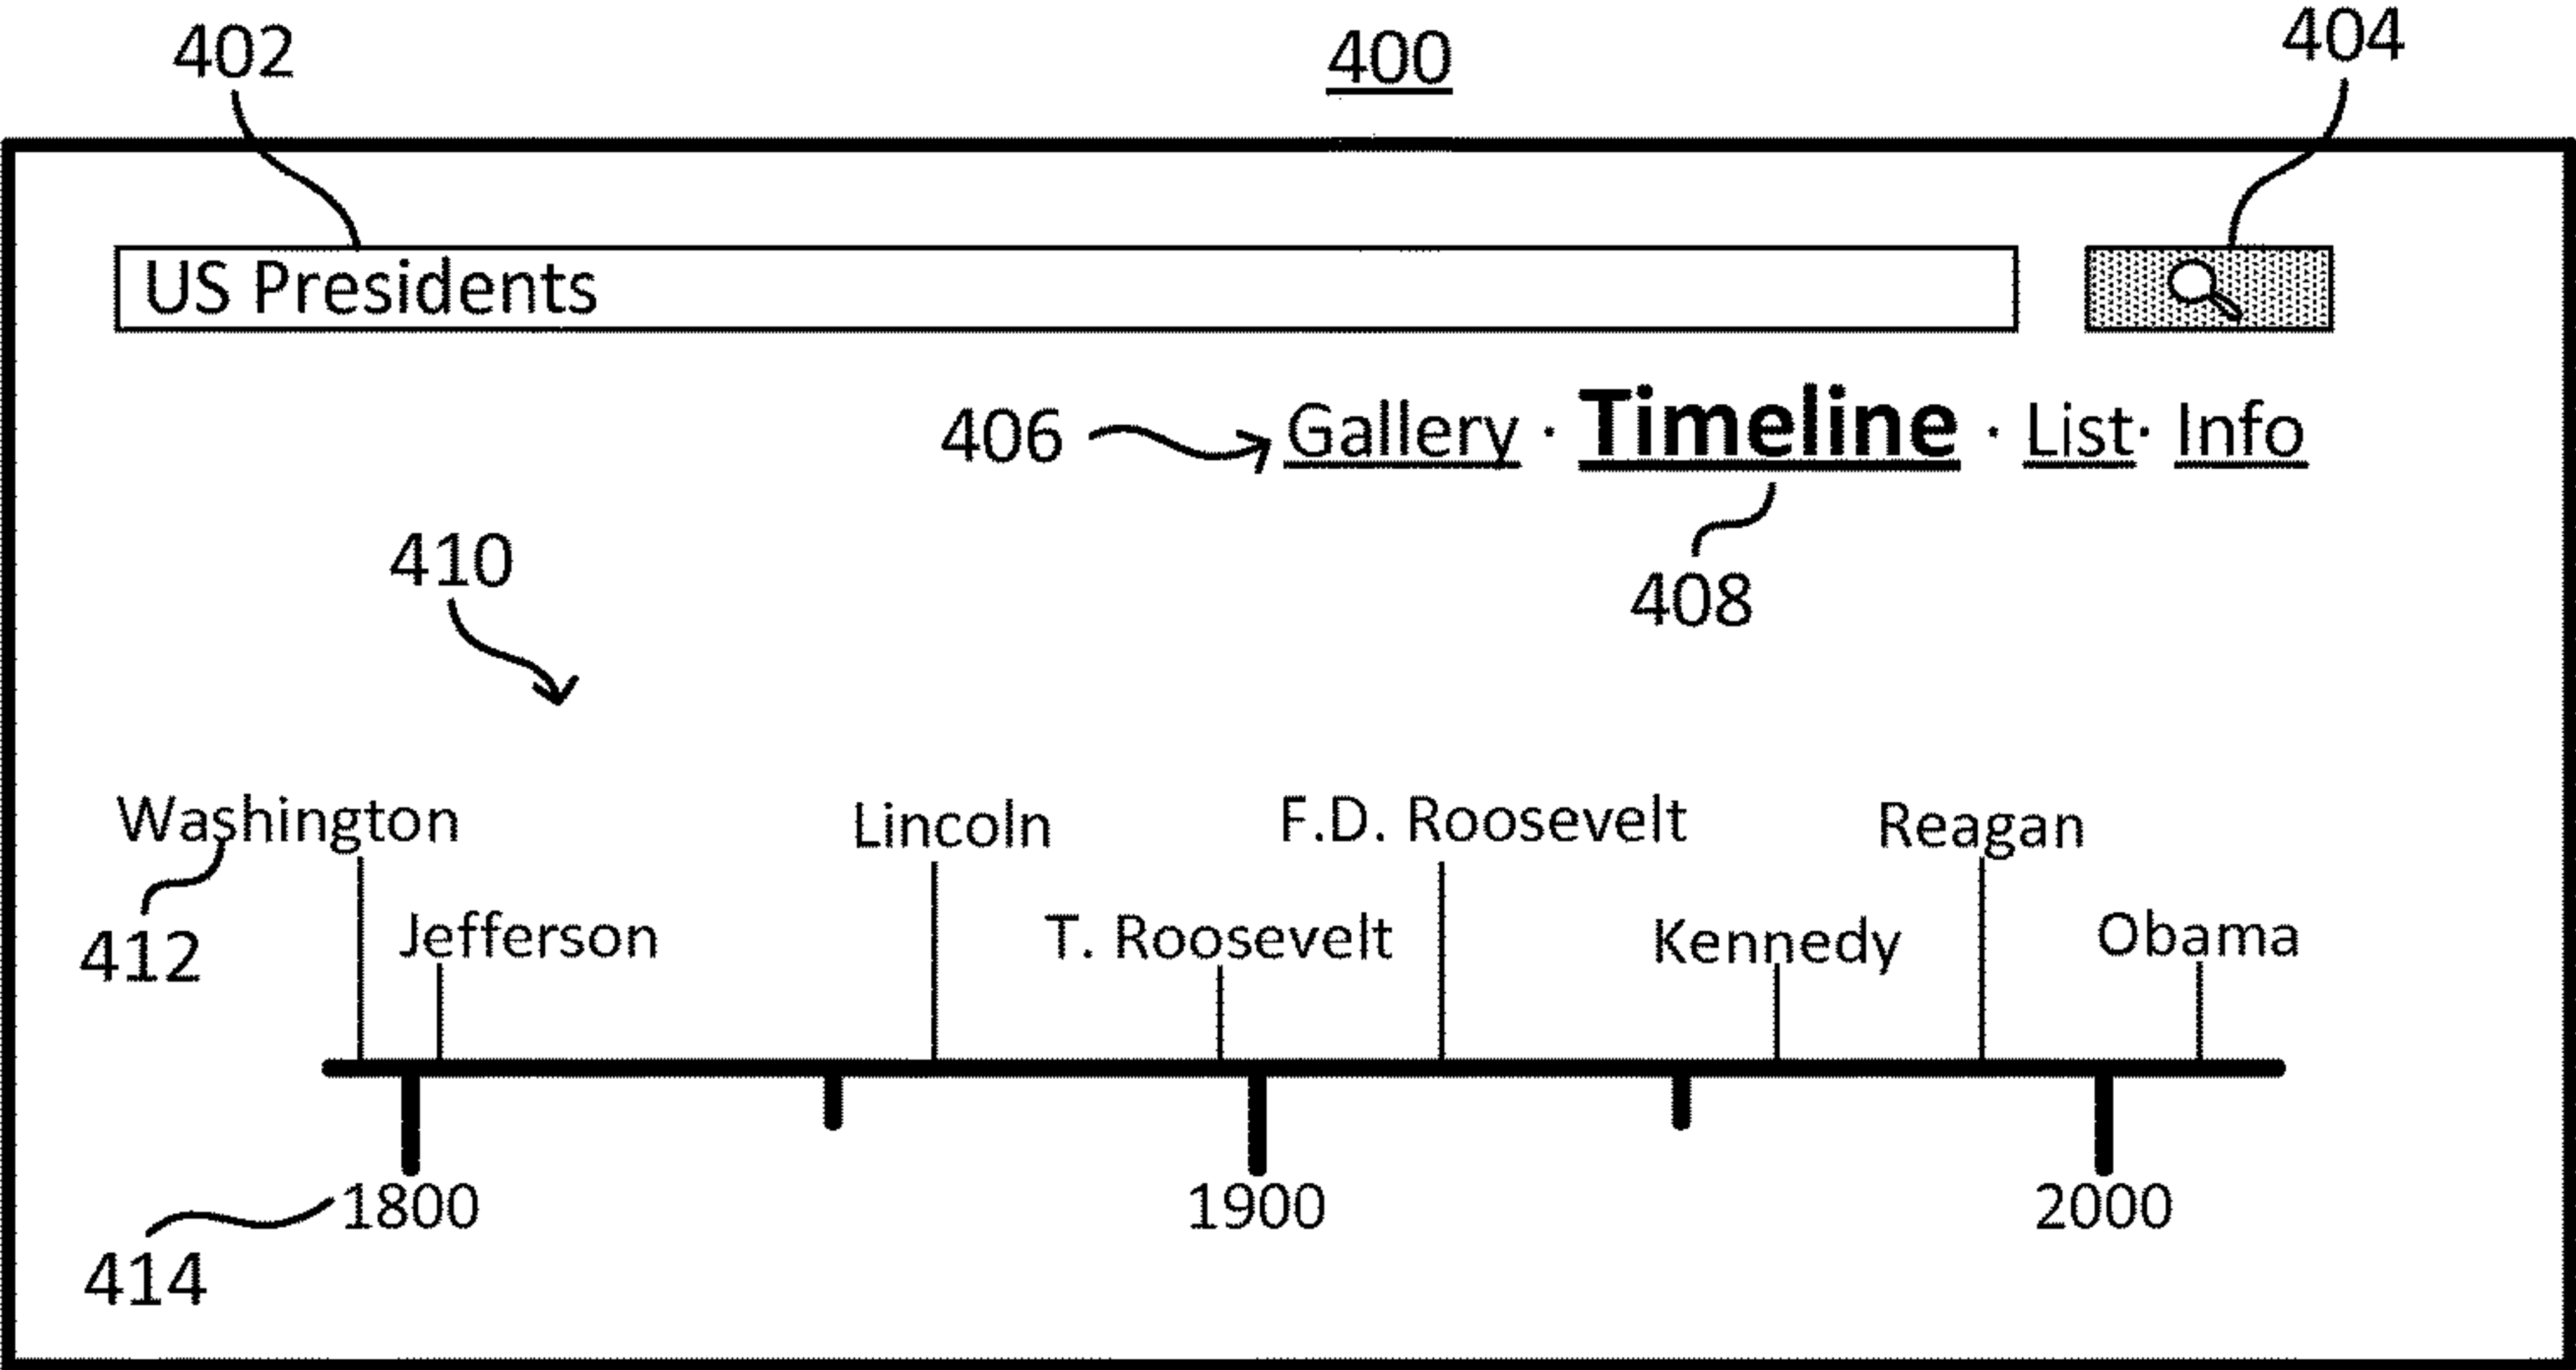 402 400 404
US Presidents
406 Gallery · Timeline · List· Info
410
408
Washington Lincoln F.D. Roosevelt Reagan
412 Jefferson T. Roosevelt Kennedy Obama
1800 1900 2000
414